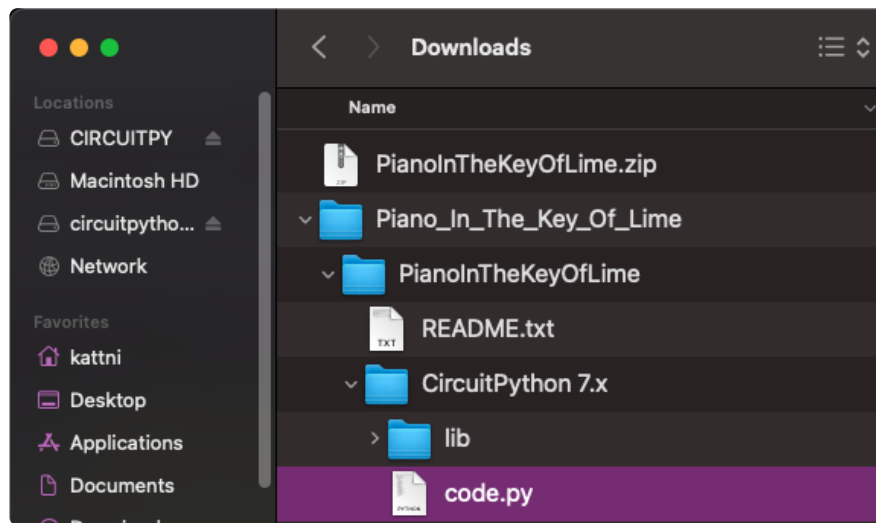 Downloads
Locations
CIRCUITPY
Macintosh HD
circuitpytho...
Network
Favorites
kattni
Desktop
Applications
Documents
Name
PianoInTheKeyOfLime.zip
ZIP
Piano_In_The_Key_Of_Lime
PianoInTheKeyOfLime
README.txt
TXT
CircuitPython 7.x
lib
code.py
PYTHON